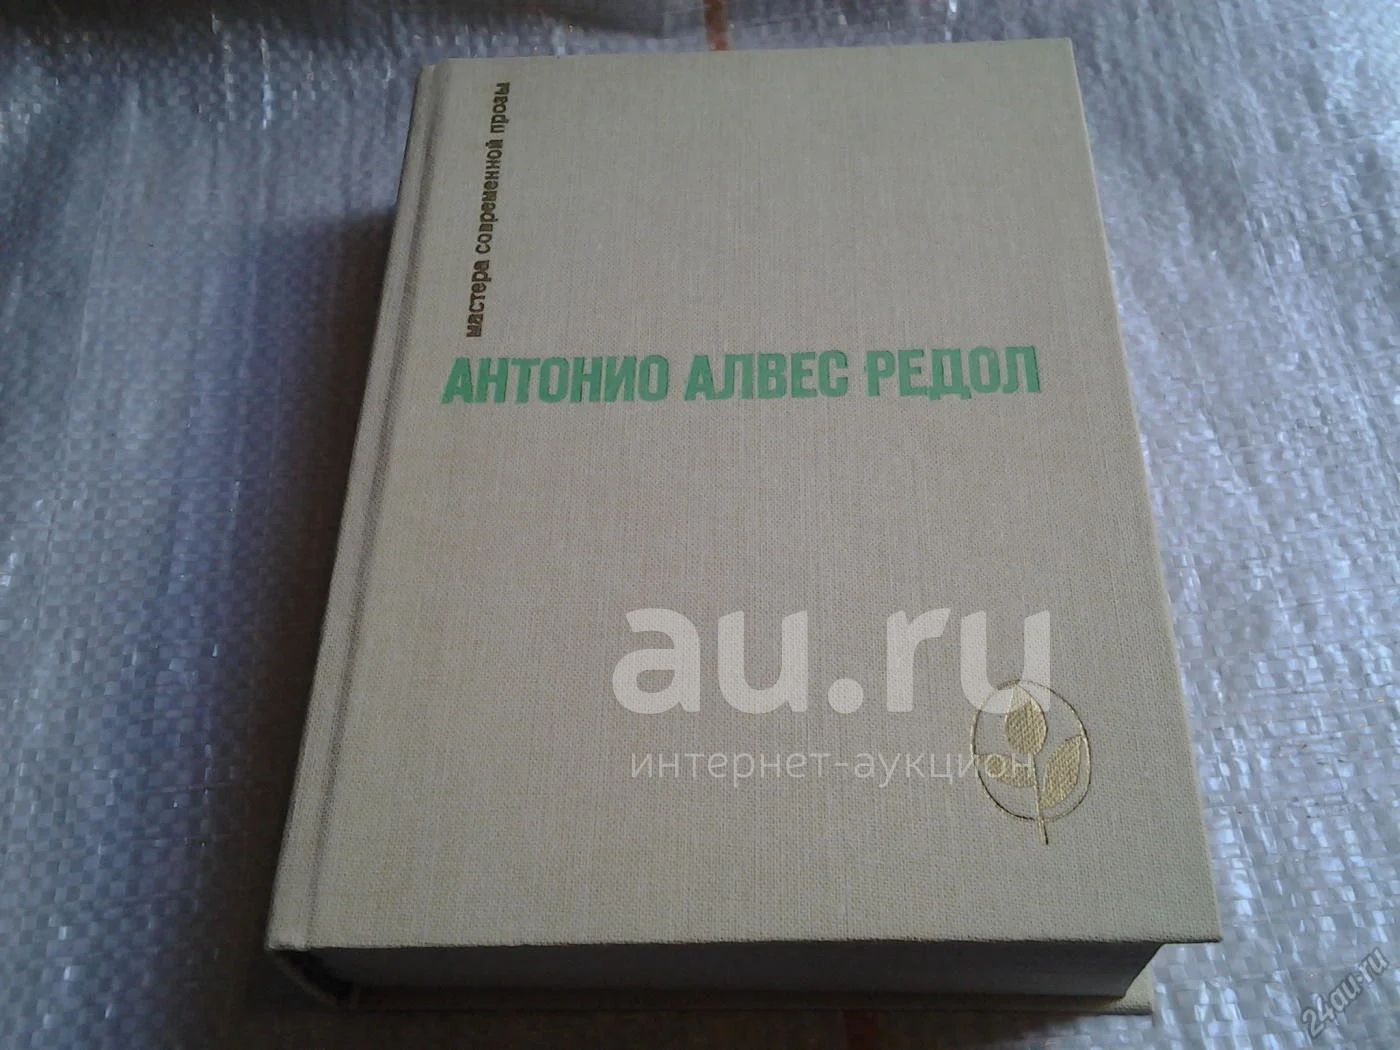 мастера современной прозы
АНТОНИО АЛВЕС РЕДОЛ
au.ru
интернет-аукцион
24au.ru